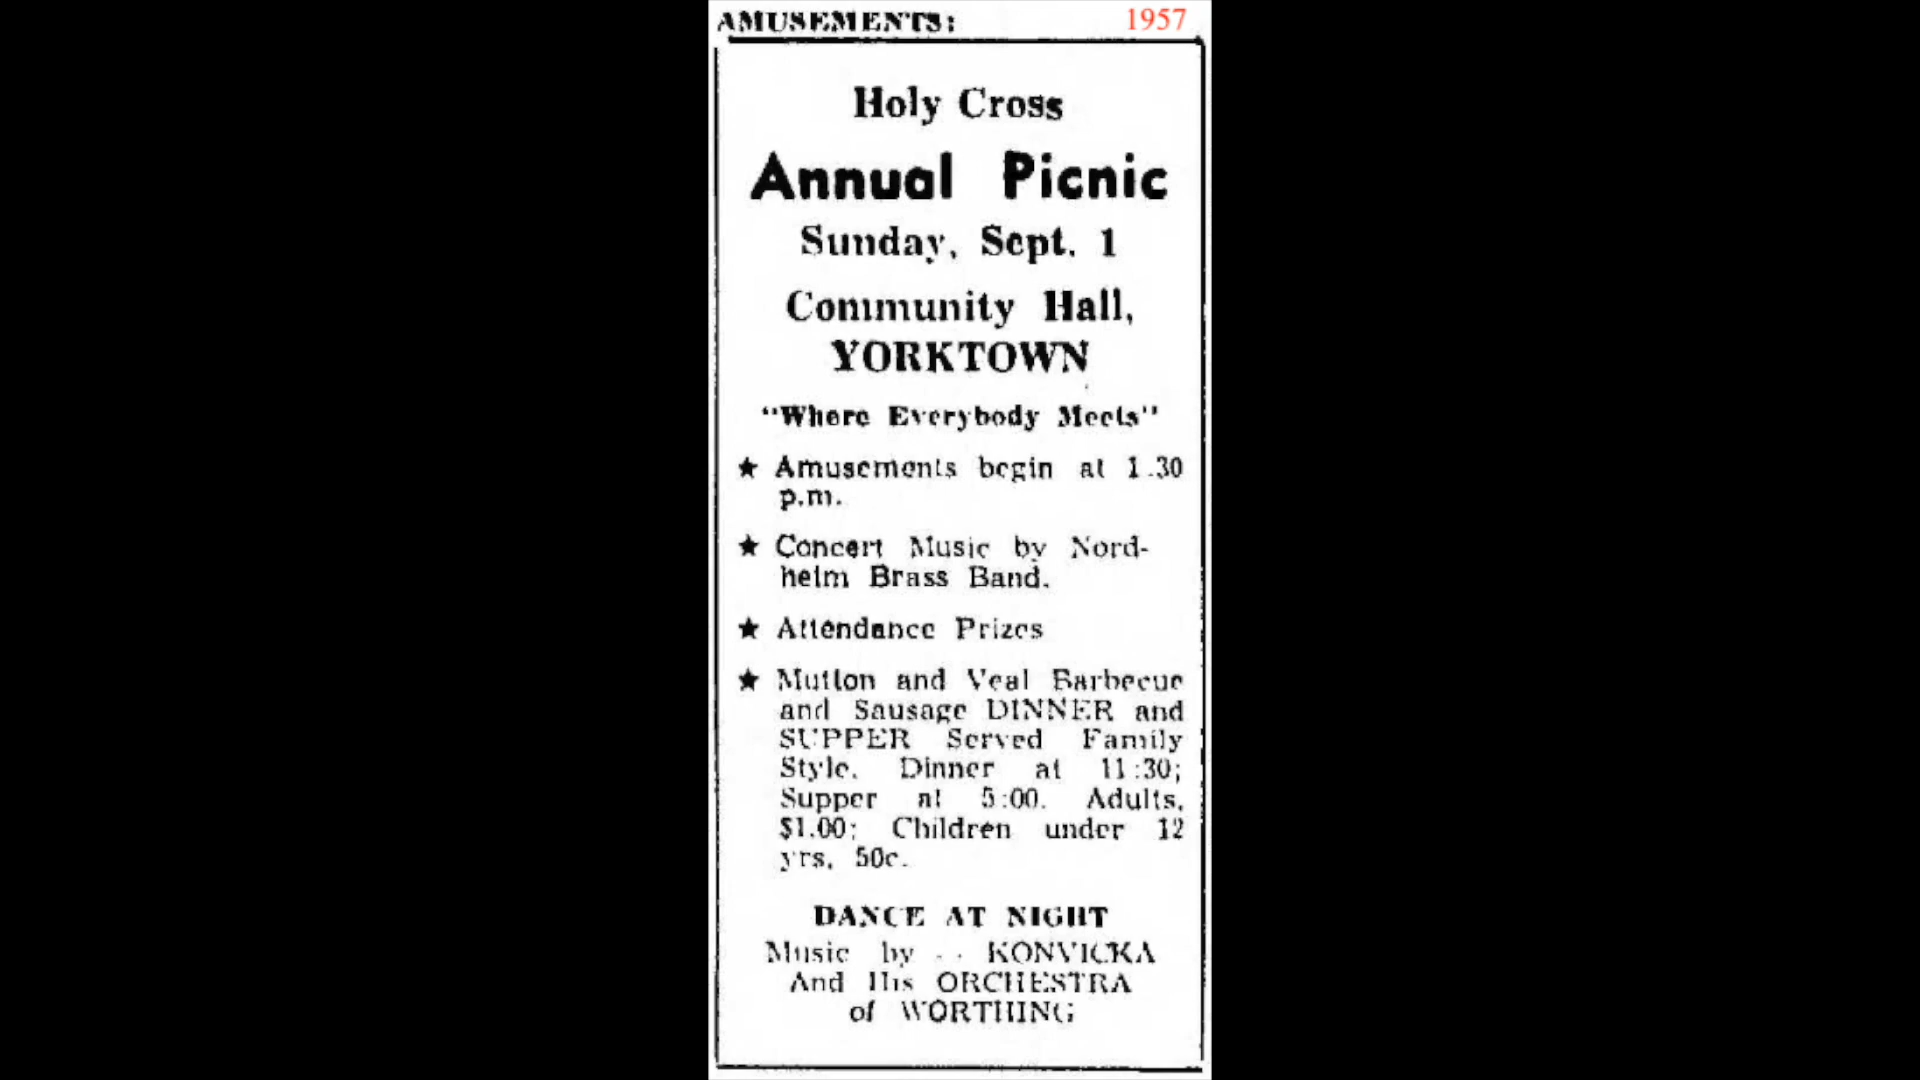 AMUSEMENTS:
1957
Holy Cross
Annual Picnic
Sunday, Sept. 1
Community Hall,
YORKTOWN
"Where Everybody Meets"
★ Amusements begin at 1.30
p.m.
★ Concert Music by Nord-
heim Brass Band.
★ Attendance Prizes
★ Mutton and Veal Barbecue
and Sausage DINNER and
SUPPER Served Family
Style. Dinner at 11:30;
Supper at 5:00. Adults,
$1.00; Children under 12
yrs, 50c.
DANCE AT NIGHT
Music by - - KONVICKA
And His ORCHESTRA
of WORTHING